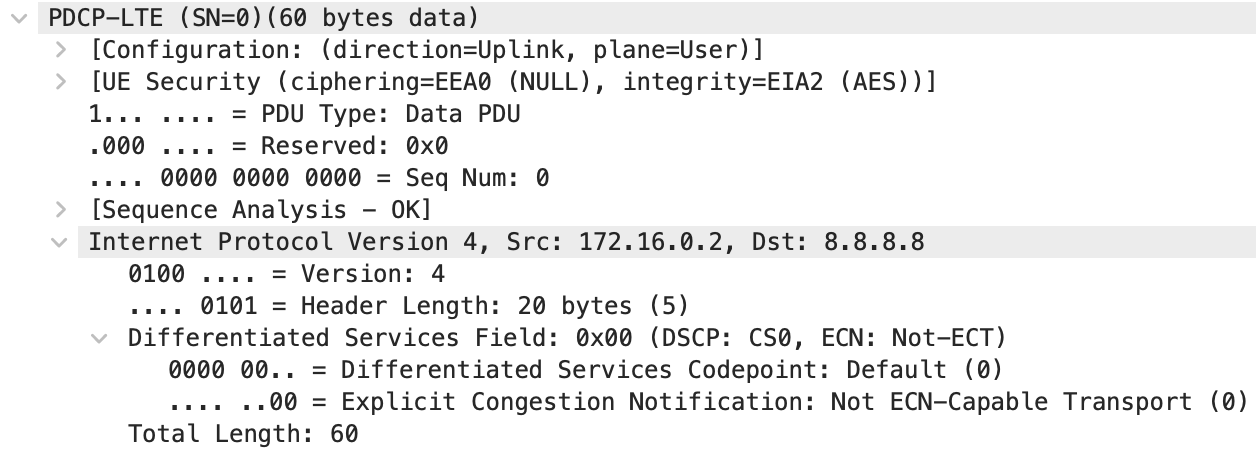 PDCP-LTE (SN=0)(60 bytes data)
[Configuration: (direction=Uplink, plane=User)]
[UE Security (ciphering=EEA0 (NULL), integrity=EIA2 (AES))]
1... .... = PDU Type: Data PDU
.000 .... = Reserved: 0x0
.... 0000 0000 0000 = Seq Num: 0
[Sequence Analysis – OK]
Internet Protocol Version 4, Src: 172.16.0.2, Dst: 8.8.8.8
0100 .... = Version: 4
.... 0101 = Header Length: 20 bytes (5)
Differentiated Services Field: 0x00 (DSCP: CS0, ECN: Not-ECT)
0000 00.. = Differentiated Services Codepoint: Default (0)
.... ..00 = Explicit Congestion Notification: Not ECN-Capable Transport (0)
Total Length: 60